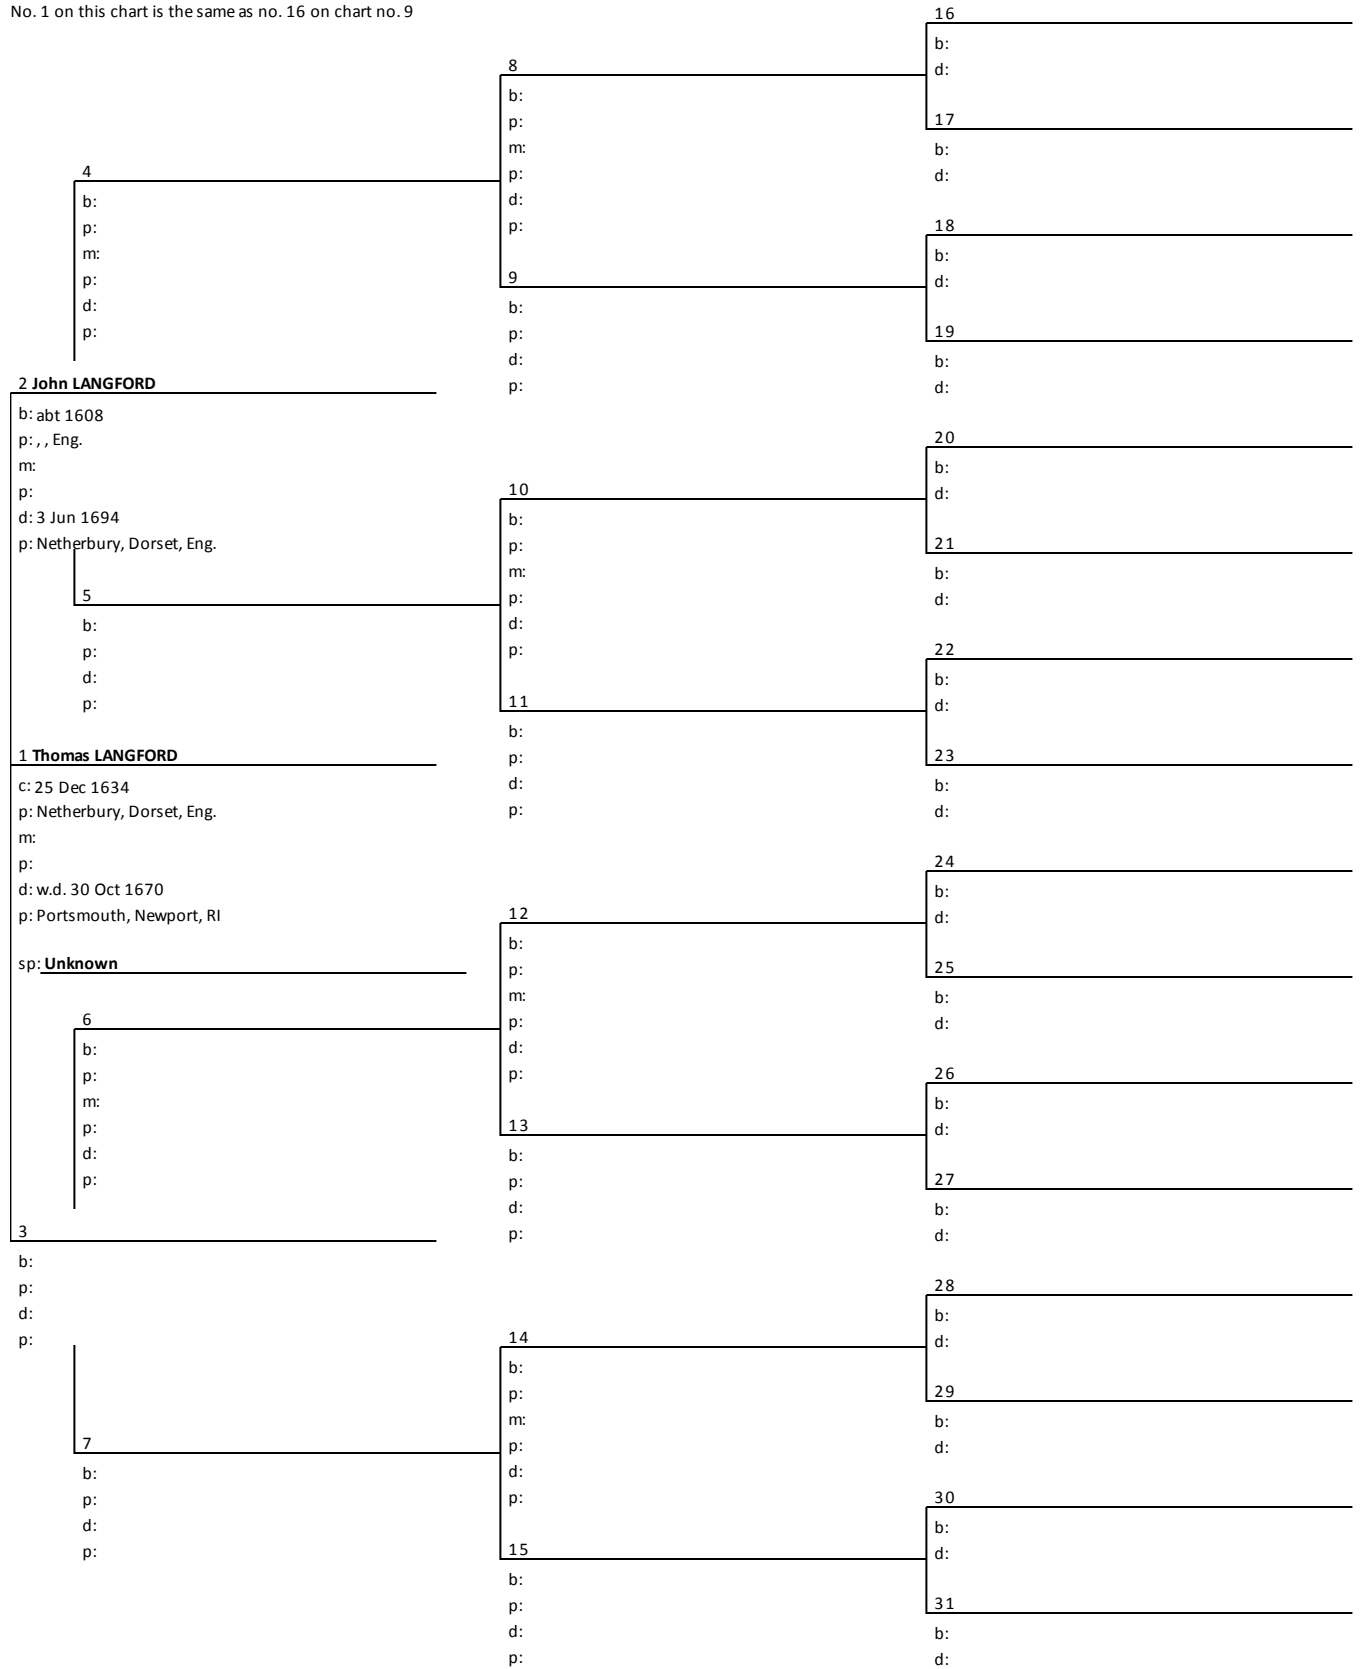 No. 1 on this chart is the same as no. 16 on chart no. 9
4
b:
p:
m:
p:
d:
p:
2 John LANGFORD
b: abt 1608
p: , , Eng.
m:
p:
d: 3 Jun 1694
p: Netherbury, Dorset, Eng.
5
b:
p:
d:
p:
1 Thomas LANGFORD
c: 25 Dec 1634
p: Netherbury, Dorset, Eng.
m:
p:
d: w.d. 30 Oct 1670
p: Portsmouth, Newport, RI
sp: Unknown
6
b:
p:
m:
p:
d:
p:
3
b:
p:
d:
p:
7
b:
p:
d:
p:
8
b:
p:
m:
p:
d:
p:
9
b:
p:
d:
p:
10
b:
p:
m:
p:
d:
p:
11
b:
p:
d:
p:
12
b:
p:
m:
p:
d:
p:
13
b:
p:
d:
p:
14
b:
p:
m:
p:
d:
p:
15
b:
p:
d:
p:
16
b:
d:
17
b:
d:
18
b:
d:
19
b:
d:
20
b:
d:
21
b:
d:
22
b:
d:
23
b:
d:
24
b:
d:
25
b:
d:
26
b:
d:
27
b:
d:
28
b:
d:
29
b:
d:
30
b:
d:
31
b:
d: